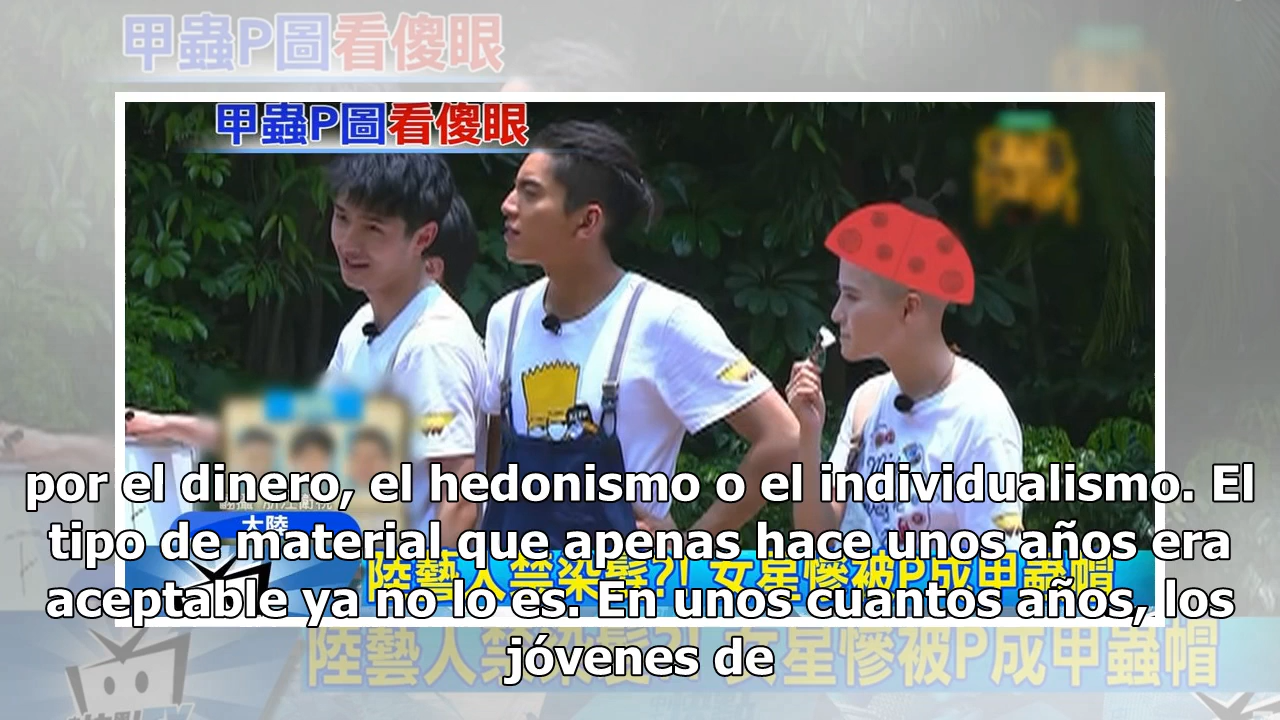 甲蟲P圖看傻眼
甲蟲P圖看傻眼
大陸
por el dinero, el hedonismo o el individualismo. El
tipo de material que apenas hace unos años era
陸藝人禁染髮?! 女星慘被P成甲蟲帽
aceptable ya no lo es. En unos cuantos años, los
jóvenes de
陸藝人禁染髮?! 女星慘被P成甲蟲帽